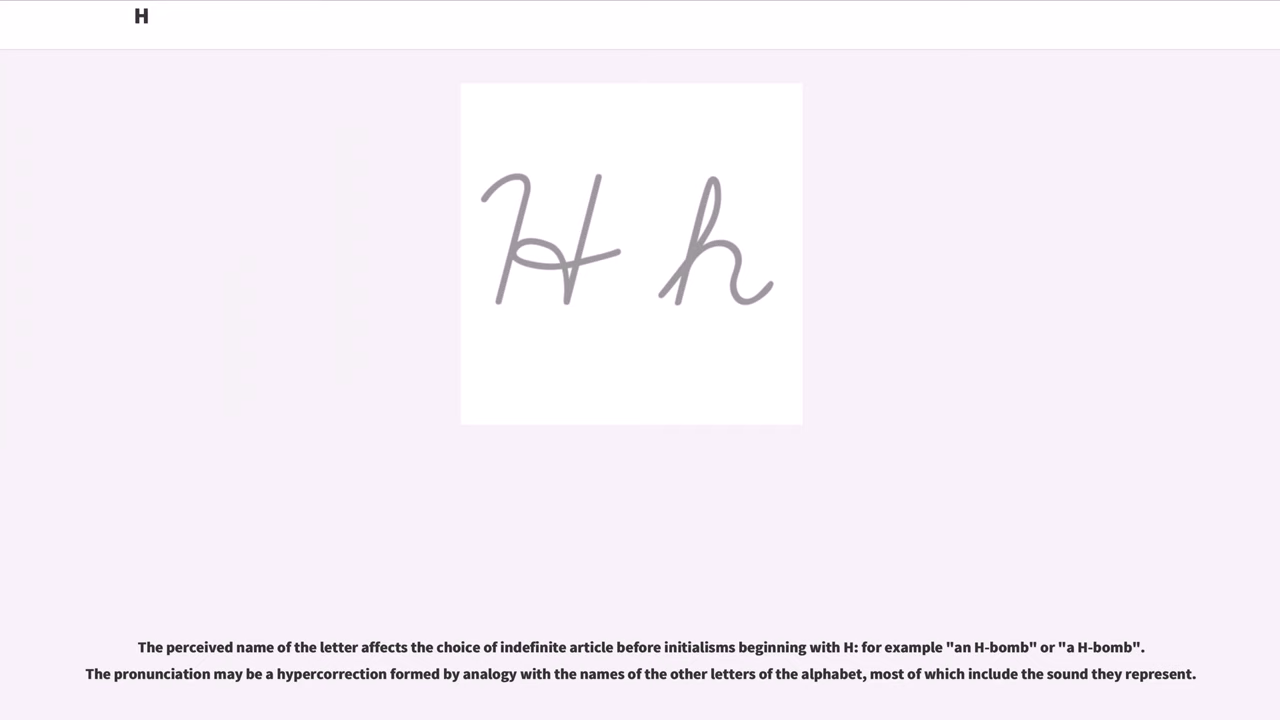 H
H h
The perceived name of the letter affects the choice of indefinite article before initialisms beginning with H: for example "an H-bomb" or "a H-bomb".
The pronunciation may be a hypercorrection formed by analogy with the names of the other letters of the alphabet, most of which include the sound they represent.